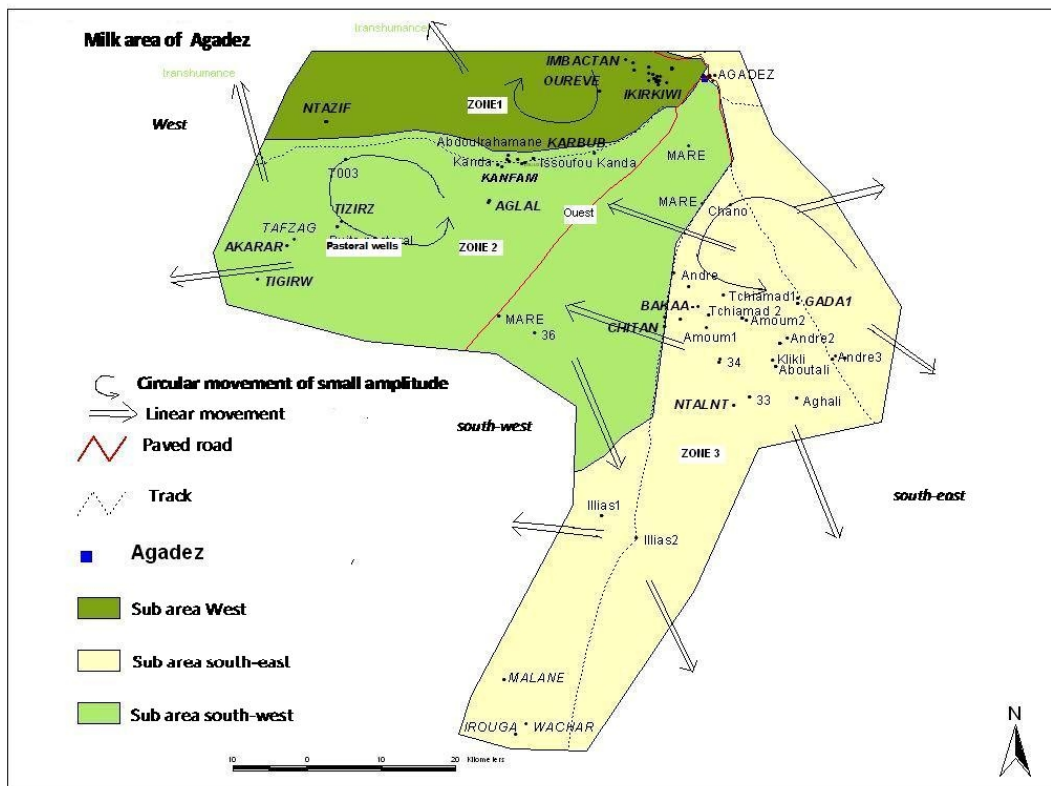 Milk area of Agadez
transhumance
transhumance
West
IMBACTAN
OUREVE
IKIRKIWI
AGADEZ
ZONE1
NTAZIF
Abdoulrahamane KARBUB
Kanda
Issoufou Kanda
KANFAM
MARE
T003
TIZIRZ
AGLAL
Ouest
MARE
Chano
TAFZAG
AKARAR
Pastoral wells
ZONE 2
TIGIRW
Andre
Tchiamad1
GADA1
BAKAA
Tchiamad 2
Amoum2
MARE
CHITAN
36
Amoum1
Andre2
34
Klikli
Andre3
Aboutali
NTALNT
33
Aghali
ZONE 3
south-west
south-east
Illias1
Illias2
MALANE
IROUGA
WACHAR
Circular movement of small amplitude
Linear movement
Paved road
Track
Agadez
Sub area West
Sub area south-east
Sub area south-west
10 0 10 20 Kilometers
N